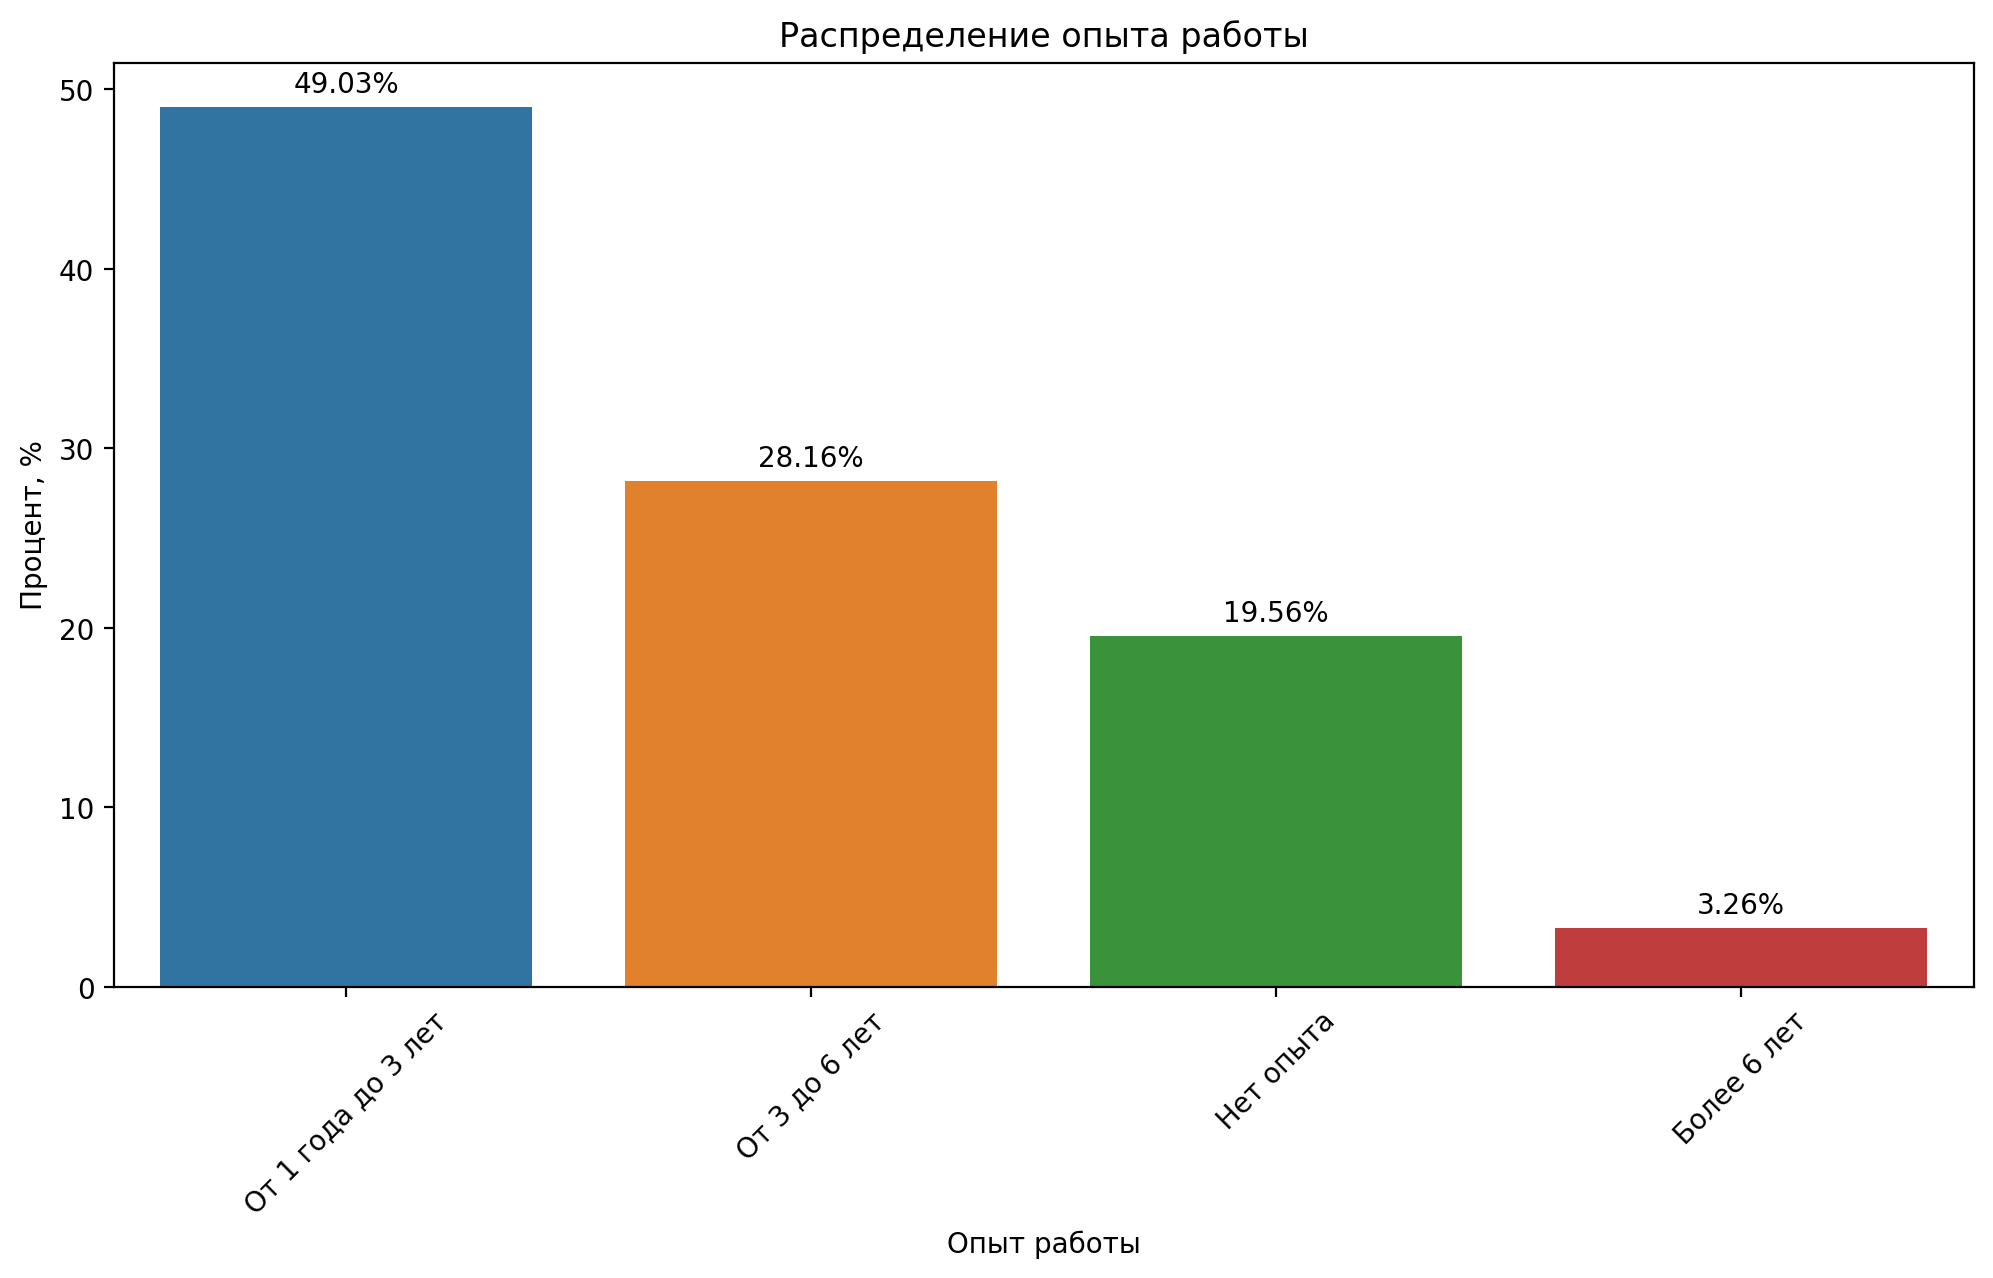 Распределение опыта работы
49.03%
28.16%
19.56%
3.26%
50
40
30
20
10
0
Процент, %
От 1 года до 3 лет
От 3 до 6 лет
Нет опыта
Более 6 лет
Опыт работы